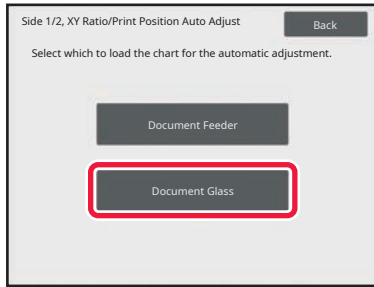 Side 1/2, XY Ratio/Print Position Auto Adjust
Back
Select which to load the chart for the automatic adjustment.
Document Feeder
Document Glass